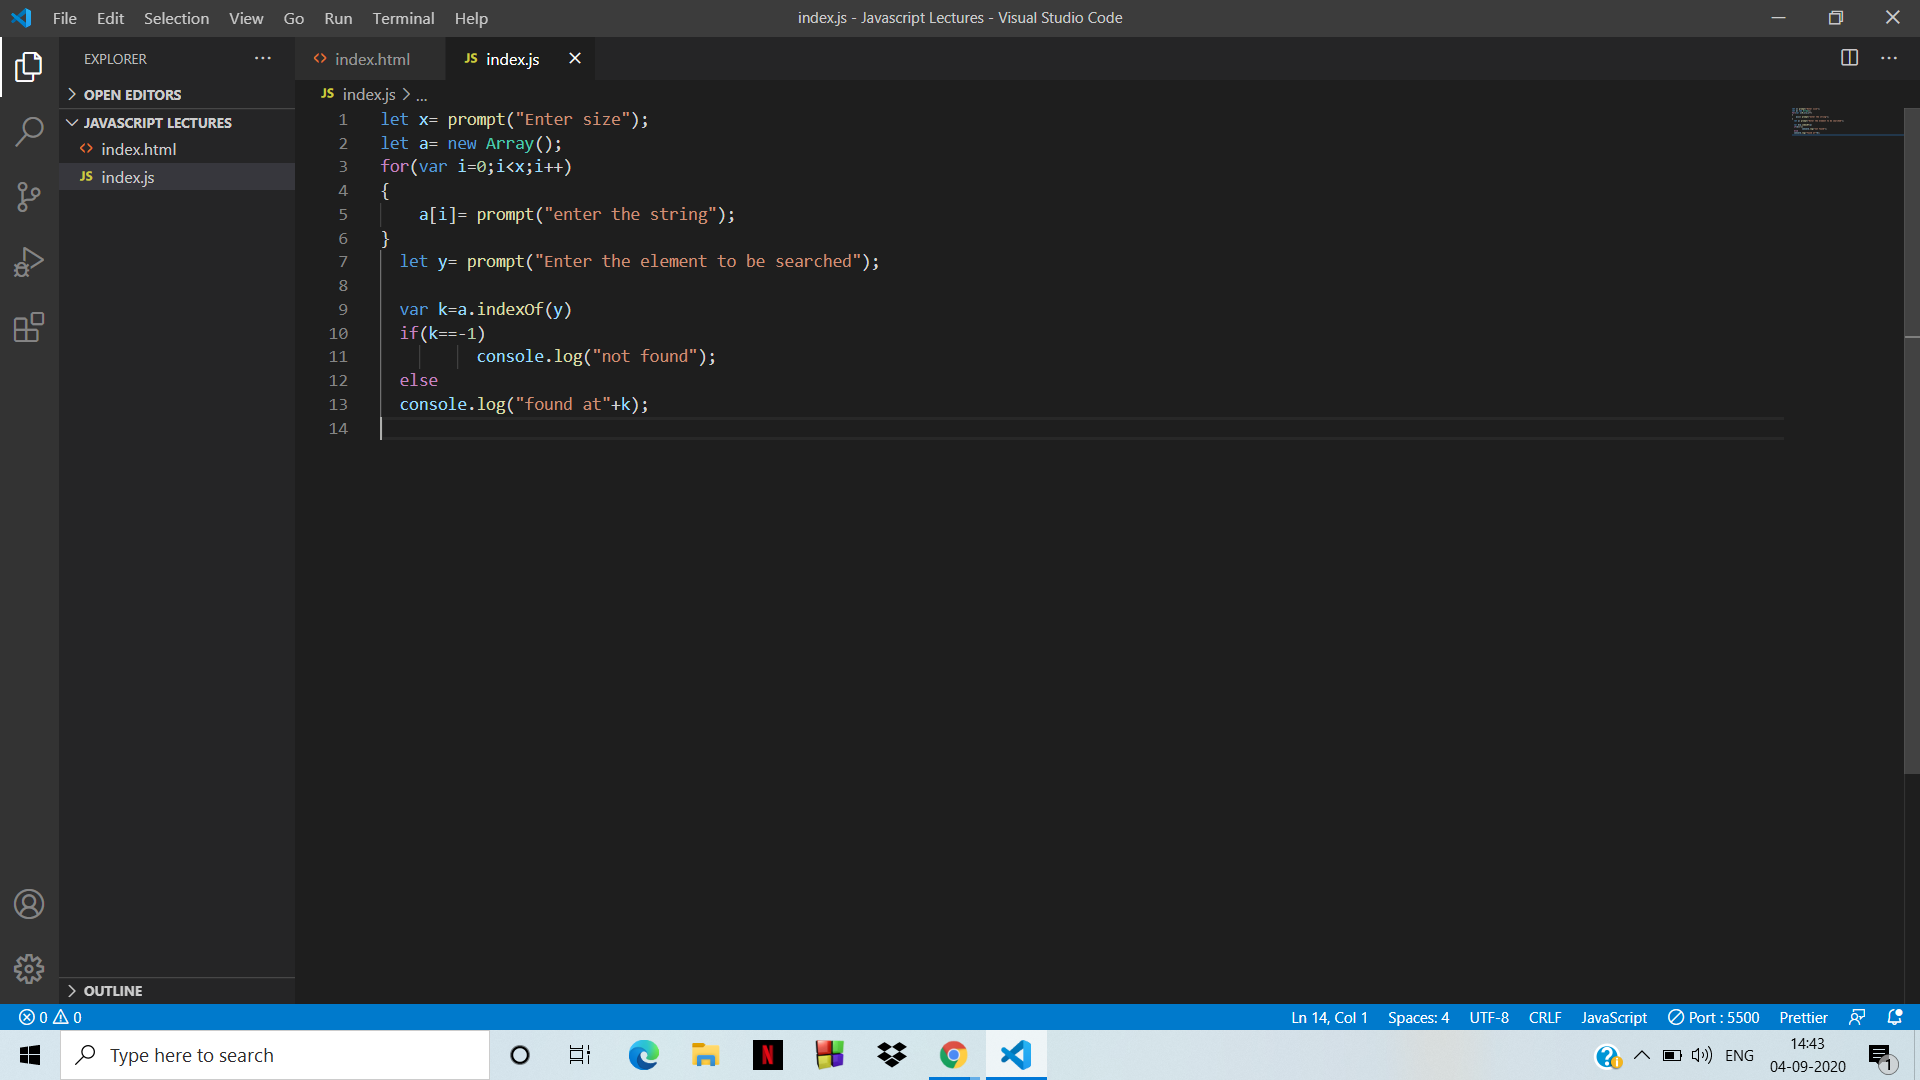 File Edit Selection View Go Run Terminal Help index.js - Javascript Lectures - Visual Studio Code
EXPLORER ...
OPEN EDITORS
JAVASCRIPT LECTURES
index.html
JS index.js
OUTLINE
index.html JS index.js
JS index.js > ...
1 let x= prompt("Enter size");
2 let a= new Array();
3 for(var i=0;i<x;i++)
4 {
5 a[i]= prompt("enter the string");
6 }
7 let y= prompt("Enter the element to be searched");
8
9 var k=a.indexOf(y)
10 if(k==-1)
11 console.log("not found");
12 else
13 console.log("found at"+k);
14
0 0 Ln 14, Col 1 Spaces: 4 UTF-8 CRLF JavaScript Port : 5500 Prettier
Type here to search N ENG 14:43
04-09-2020 1